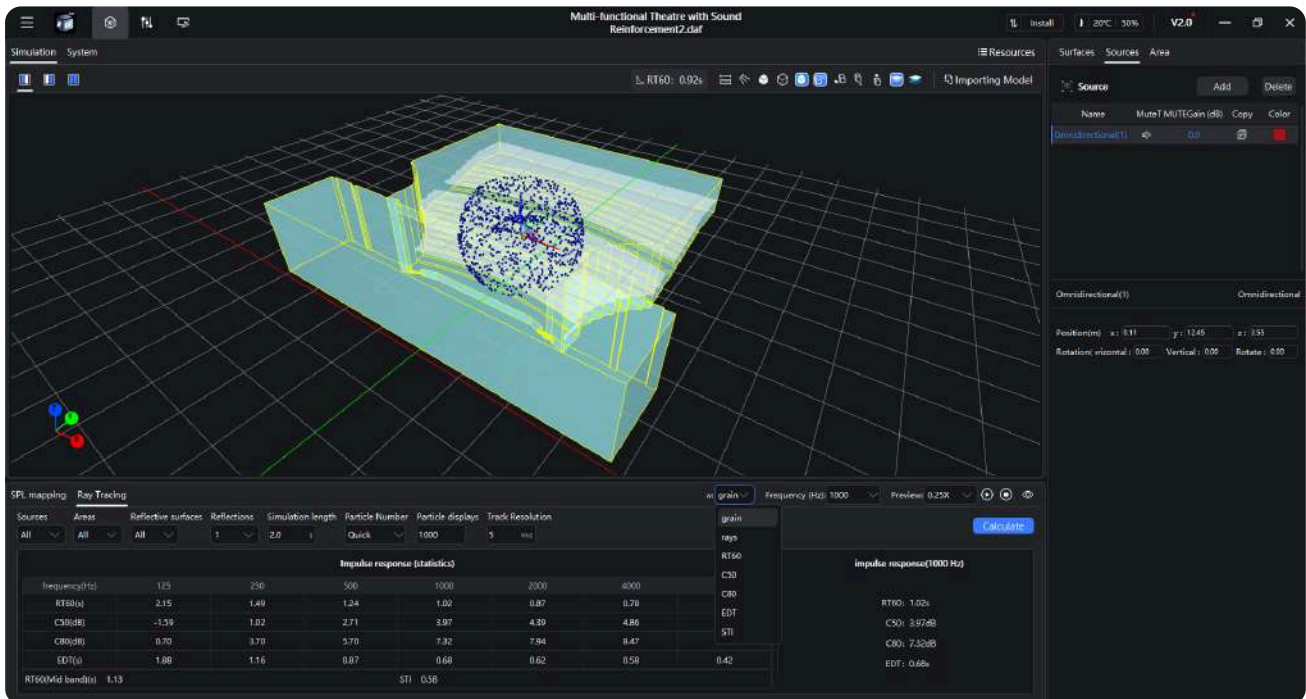 Multi-functional Theatre with Sound
Reinforcement2.daf
Install 20°C 50% V2.0
Simulation System Resources Surfaces Sources Area
RT60: 0.92s Importing Model
Source Add Delete
Name MuteT MUTEGain (dB) Copy Color
Omnidirectional(1) 0.0
Omnidirectional(1) Omnidirectional
Position(m) x: 0.11 y: 12.45 z: 3.55
Rotation( orizontal: 0.00 Vertical: 0.00 Rotate: 0.00
SPL mapping Ray Tracing grain Frequency (Hz): 1000 Preview: 0.25X
Sources Areas Reflective surfaces Reflections Simulation length Particle Number Particle displays Track Resolution
All All All 1 2.0 s Quick 1000 5 ms
Calculate
grain
rays
RT60
C50
C80
EDT
STI
Impulse response (statistics)
frequency(Hz) 125 250 500 1000 2000 4000
RT60(s) 2.15 1.49 1.24 1.02 0.87 0.78
C50(dB) -1.59 1.02 2.71 3.97 4.39 4.86
C80(dB) 0.70 3.70 5.70 7.32 7.94 8.47
EDT(s) 1.88 1.16 0.87 0.68 0.62 0.58 0.42
RT60(Mid band)(s) 1.13 STI 0.58
impulse response(1000 Hz)
RT60: 1.02s
C50: 3.97dB
C80: 7.32dB
EDT: 0.68s